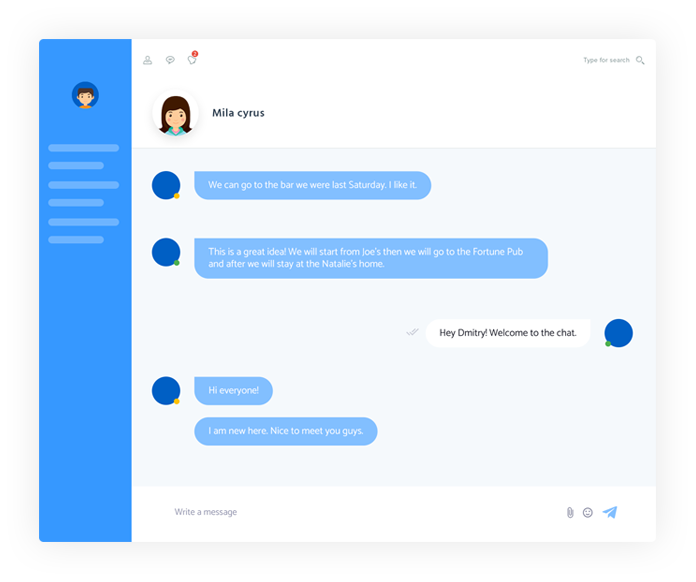 2
Type for search
Mila cyrus
We can go to the bar we were last Saturday. I like it.
This is a great idea! We will start from Joe's then we will go to the Fortune Pub
and after we will stay at the Natalie's home.
Hey Dmitry! Welcome to the chat.
Hi everyone!
I am new here. Nice to meet you guys.
Write a message